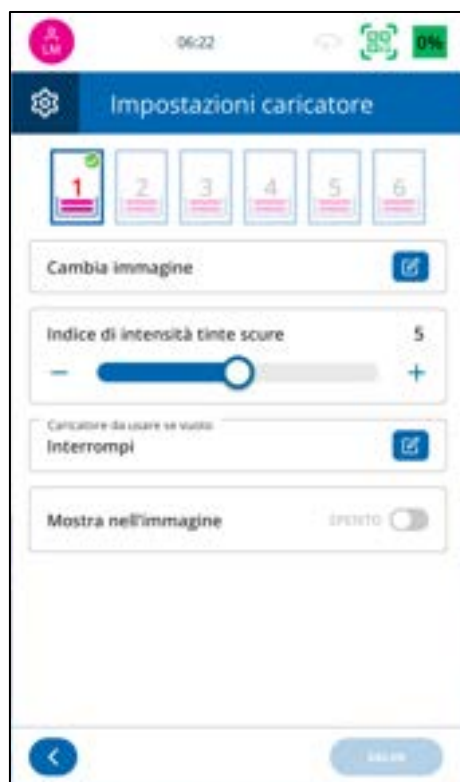 LM
06:22
0%
Impostazioni caricatore
1 2 3 4 5 6
Cambia immagine
Indice di intensità tinte scure 5
Caricatore da usare se vuoto
Interrompi
Mostra nell'immagine SPENTO